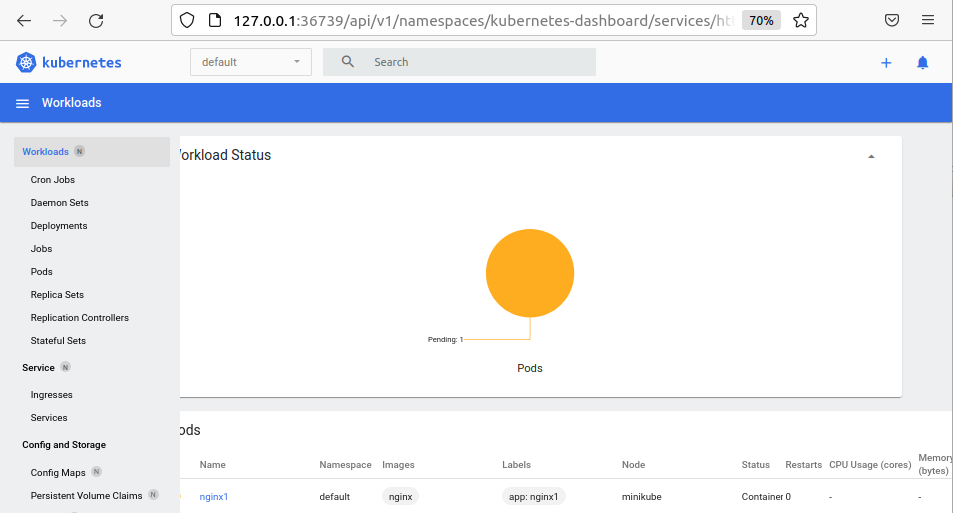 127.0.0.1:36739/api/v1/namespaces/kubernetes-dashboard/services/ht 70%
kubernetes default Search
Workloads
Workloads N
Cron Jobs
Daemon Sets
Deployments
Jobs
Pods
Replica Sets
Replication Controllers
Stateful Sets
Service N
Ingresses
Services
Config and Storage
Config Maps N
Persistent Volume Claims N
orkload Status
Pending: 1
Pods
ods
Name Namespace Images Labels Node Status Restarts CPU Usage (cores) Memory
(bytes)
nginx1 default nginx app: nginx1 minikube Container 0 - -